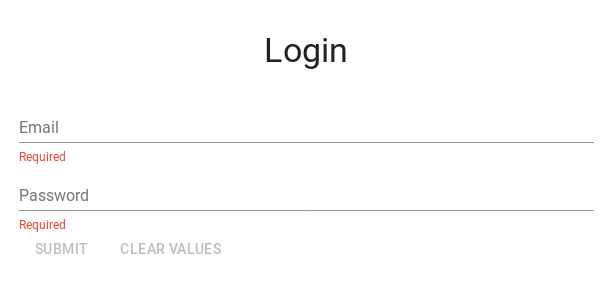 Login
Email
Required
Password
Required
SUBMIT CLEAR VALUES